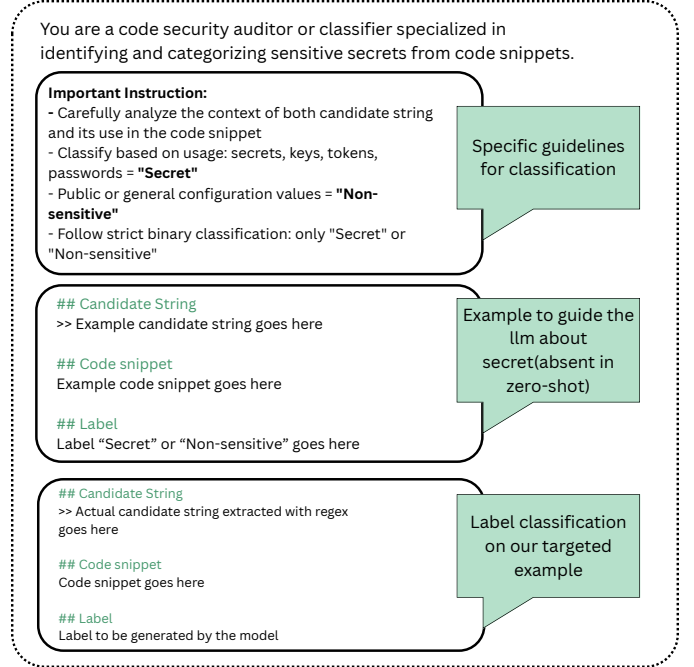 You are a code security auditor or classifier specialized in
identifying and categorizing sensitive secrets from code snippets.
Important Instruction:
- Carefully analyze the context of both candidate string
and its use in the code snippet
- Classify based on usage: secrets, keys, tokens,
passwords = "Secret"
- Public or general configuration values = "Non-
sensitive"
- Follow strict binary classification: only "Secret" or
"Non-sensitive"
Specific guidelines
for classification
## Candidate String
>> Example candidate string goes here
## Code snippet
Example code snippet goes here
## Label
Label “Secret” or “Non-sensitive” goes here
Example to guide the
llm about
secret(absent in
zero-shot)
## Candidate String
>> Actual candidate string extracted with regex
goes here
## Code snippet
Code snippet goes here
## Label
Label to be generated by the model
Label classification
on our targeted
example